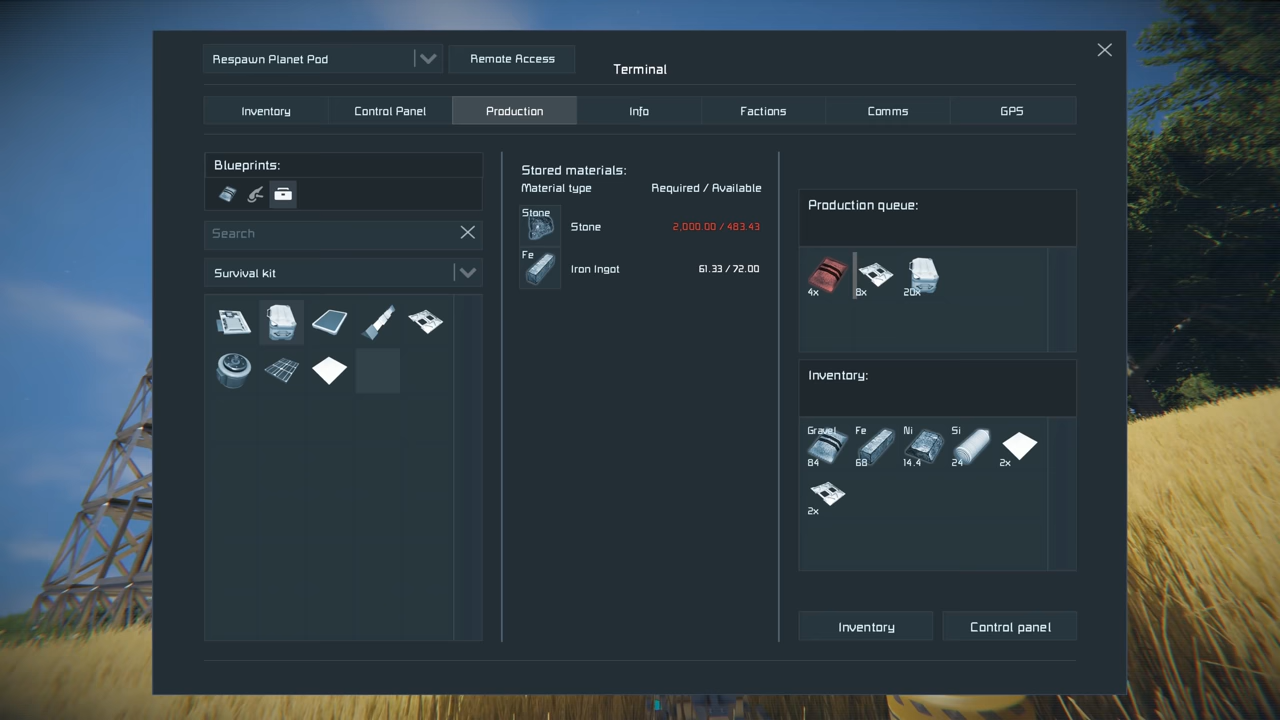 Respawn Planet Pod
Remote Access
Terminal
Inventory
Control Panel
Production
Info
Factions
Comms
GPS
Blueprints:
Search
Survival kit
Stored materials:
Material type Required / Available
Stone
Stone 2,000.00 / 483.43
Fe
Iron Ingot 61.33 / 72.00
Production queue:
4x 8x 20x
Inventory:
Gravel Fe Ni Si
84 68 14.4 24 2x
2x
Inventory
Control panel